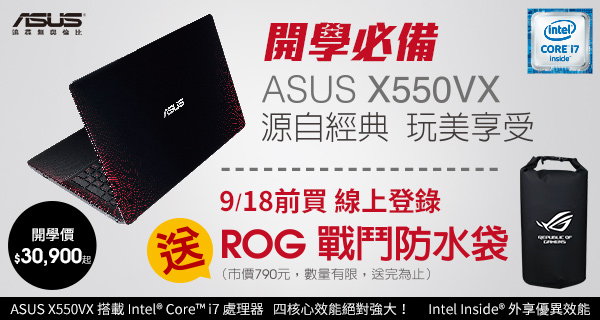 ASUS
追尋無與倫比
開學必備
intel
CORE i7
inside™
ASUS X550VX
源自經典 玩美享受
ASUS
9/18前買 線上登錄
送 ROG 戰鬥防水袋
(市價790元，數量有限，送完為止)
開學價
$30,900起
REPUBLIC OF
GAMERS
ASUS X550VX 搭載 Intel® Core™ i7 處理器 四核心效能絕對強大！ Intel Inside® 外享優異效能